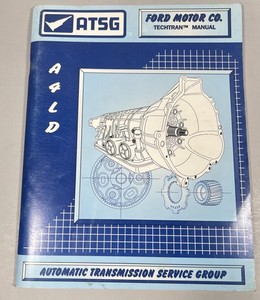 ATSG
FORD MOTOR CO.
TECHTRAN™ MANUAL
A4LD
AUTOMATIC TRANSMISSION SERVICE GROUP